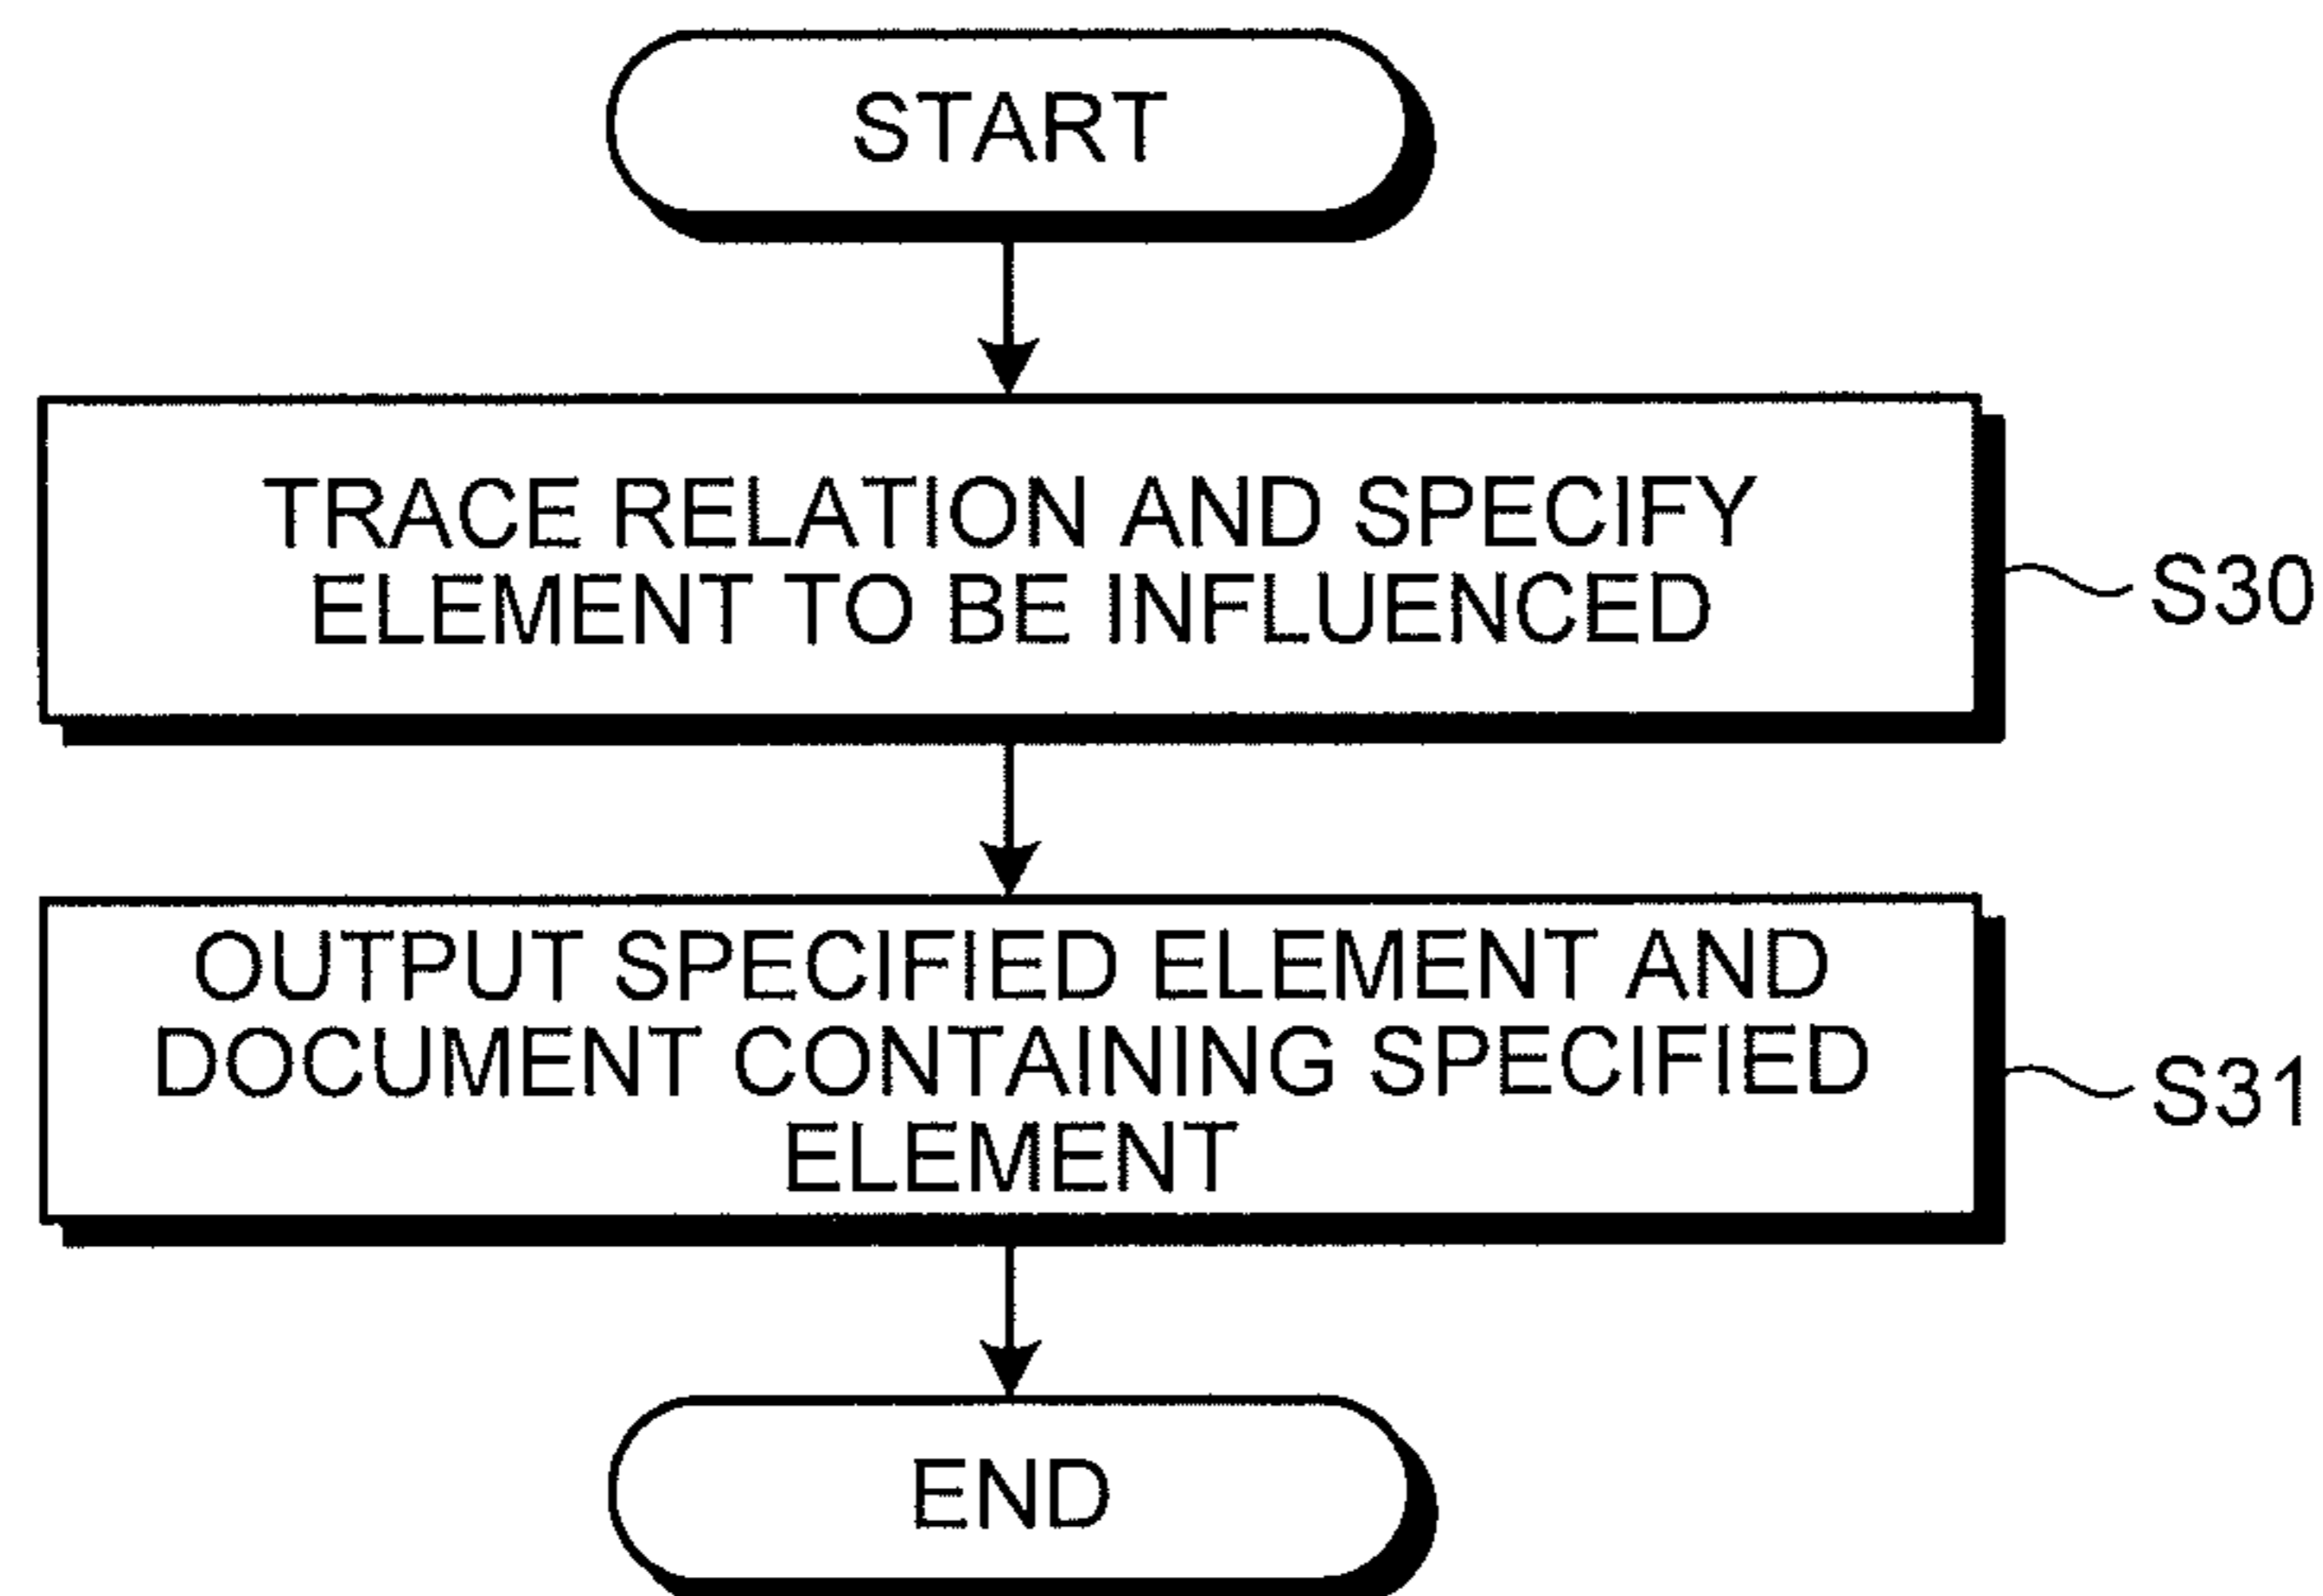 START
TRACE RELATION AND SPECIFY
ELEMENT TO BE INFLUENCED
S30
OUTPUT SPECIFIED ELEMENT AND
DOCUMENT CONTAINING SPECIFIED
ELEMENT
S31
END